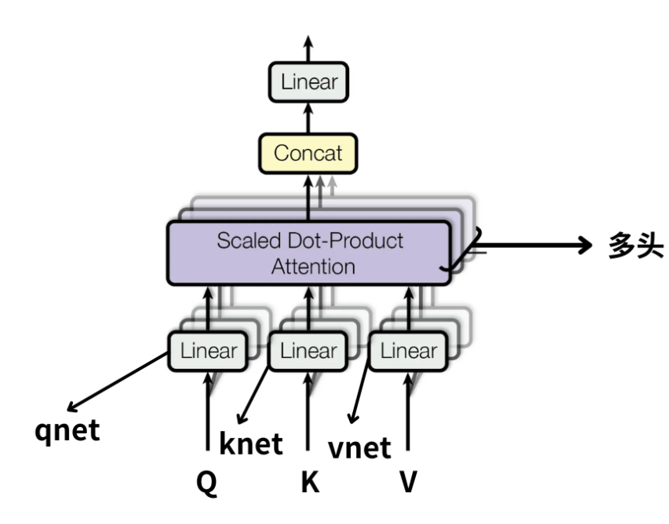 Linear
Concat
Scaled Dot-Product
Attention
多头
Linear
Linear
Linear
qnet
knet
vnet
Q
K
V